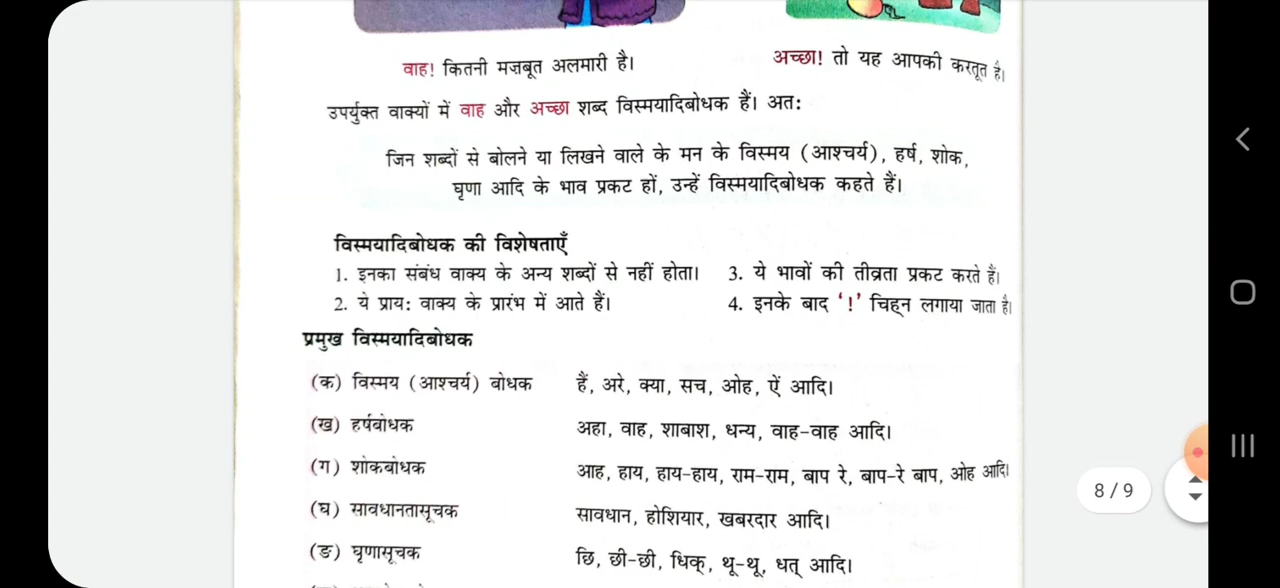 वाह! कितनी मज़बूत अलमारी है।
अच्छा! तो यह आपकी करतूत है।
उपर्युक्त वाक्यों में वाह और अच्छा शब्द विस्मयादिबोधक हैं। अतः
जिन शब्दों से बोलने या लिखने वाले के मन के विस्मय (आश्चर्य), हर्ष, शोक,
घृणा आदि के भाव प्रकट हों, उन्हें विस्मयादिबोधक कहते हैं।
विस्मयादिबोधक की विशेषताएँ
1. इनका संबंध वाक्य के अन्य शब्दों से नहीं होता।
2. ये प्रायः वाक्य के प्रारंभ में आते हैं।
3. ये भावों की तीव्रता प्रकट करते हैं।
4. इनके बाद ‘!’ चिह्न लगाया जाता है।
प्रमुख विस्मयादिबोधक
(क) विस्मय (आश्चर्य) बोधक हैं, अरे, क्या, सच, ओह, ऐं आदि।
(ख) हर्षबोधक अहा, वाह, शाबाश, धन्य, वाह-वाह आदि।
(ग) शोकबोधक आह, हाय, हाय-हाय, राम-राम, बाप रे, बाप-रे बाप, ओह आदि।
(घ) सावधानतासूचक सावधान, होशियार, खबरदार आदि।
(ङ) घृणासूचक छि, छी-छी, धिक्, थू-थू, धत् आदि।
8 / 9